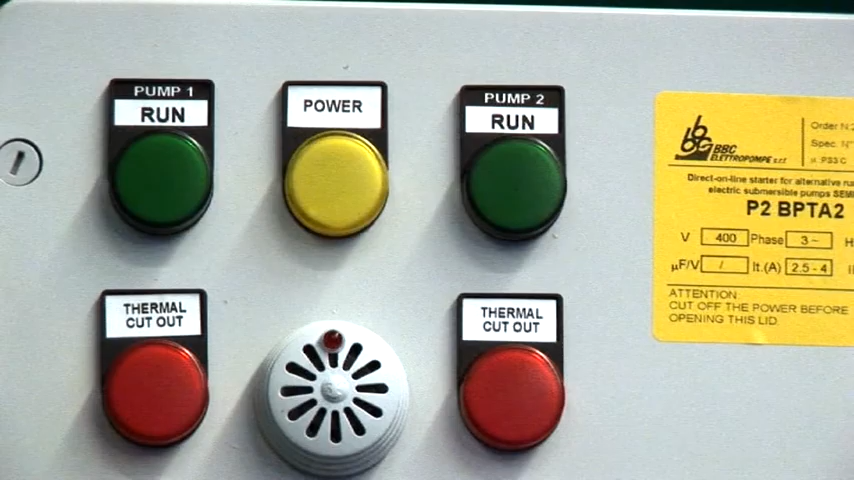 PUMP 1
RUN
POWER
PUMP 2
RUN
THERMAL
CUT OUT
THERMAL
CUT OUT
BBC
ELETTROPOMPE s.r.l
Order N.
Spec. N°
PS3 C
Direct-on-line starter for alternative
electric submersible pumps
P2 BPTA2
V 400 Phase 3 ~
µF/V / It.(A) 2.5 - 4
ATTENTION:
CUT OFF THE POWER BEFORE
OPENING THIS LID.